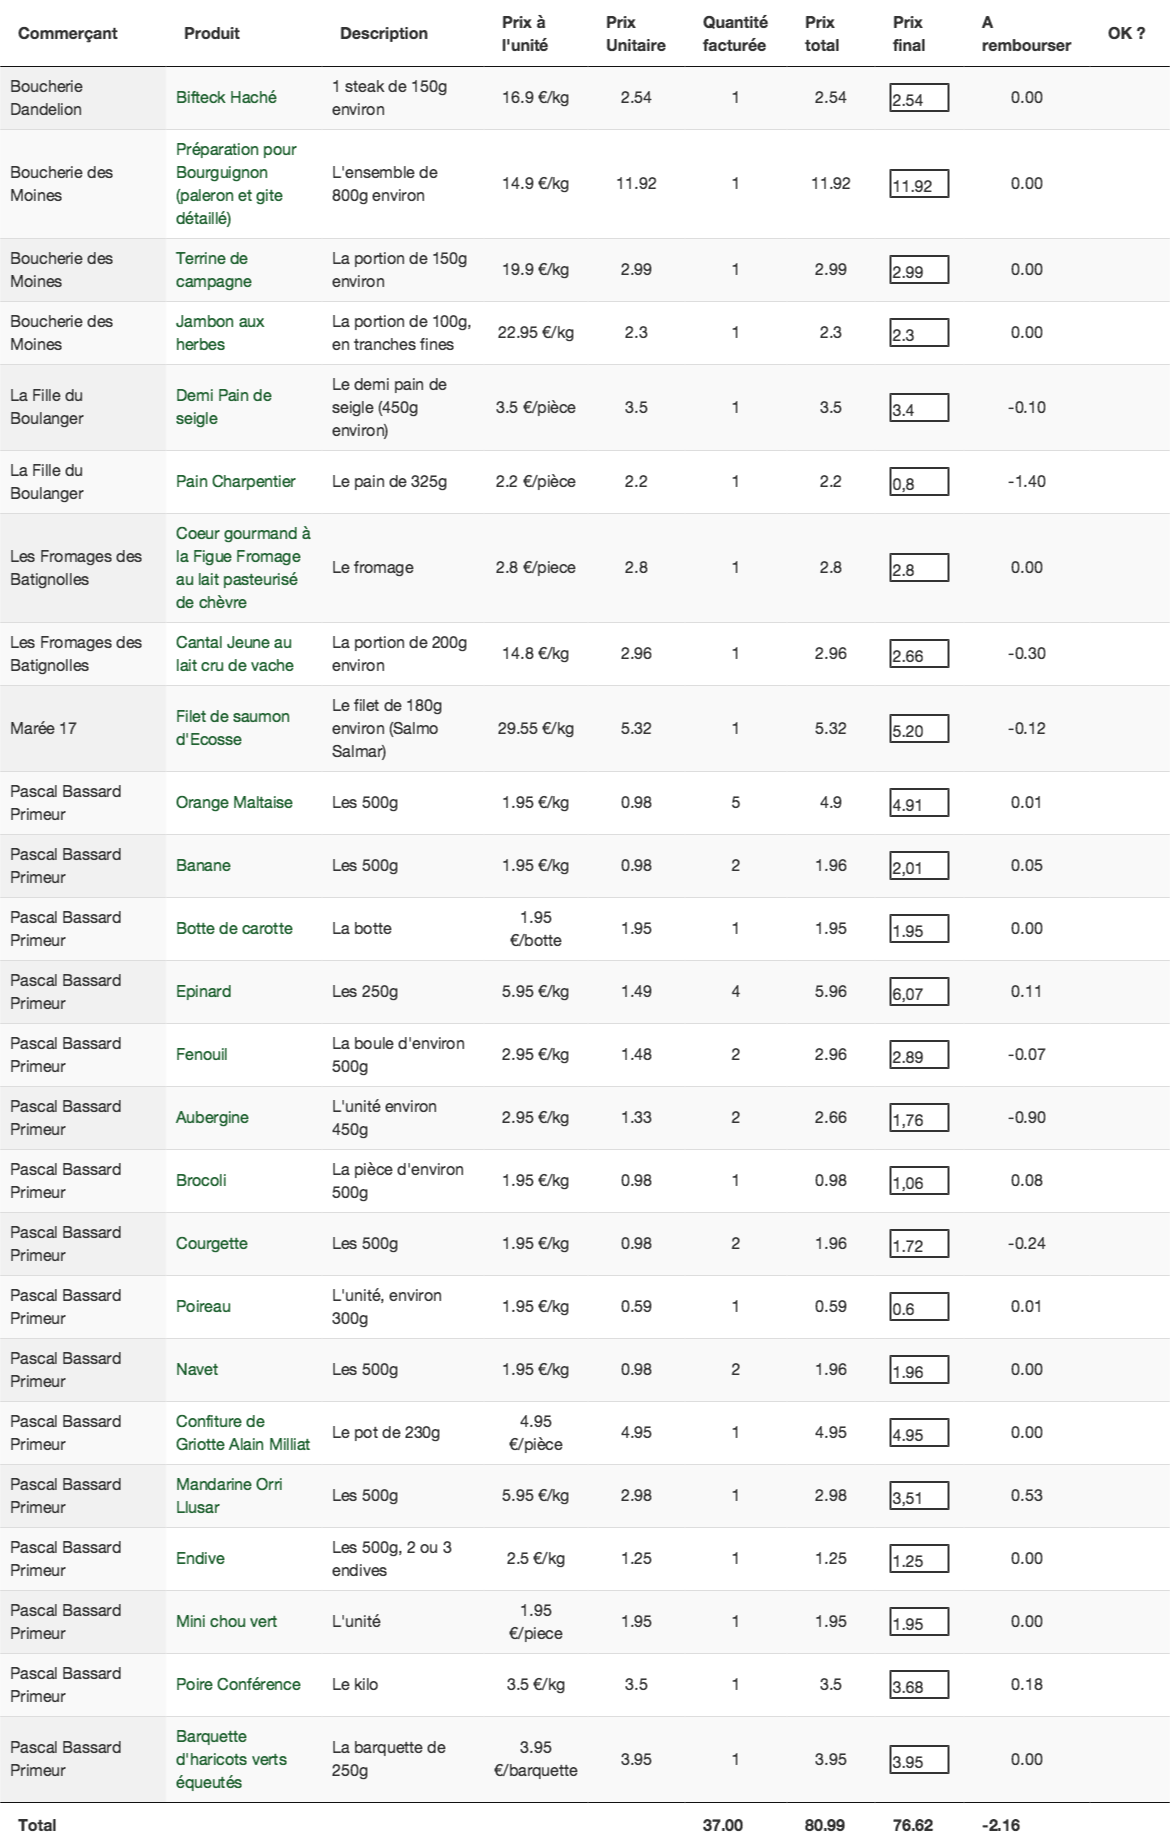 Commerçant Produit Description Prix à l'unité Prix Unitaire Quantité facturée Prix total Prix final A rembourser OK ?
Boucherie Dandelion Bifteck Haché 1 steak de 150g environ 16.9 €/kg 2.54 1 2.54 2.54 0.00
Boucherie des Moines Préparation pour Bourguignon (paleron et gite détaillé) L'ensemble de 800g environ 14.9 €/kg 11.92 1 11.92 11.92 0.00
Boucherie des Moines Terrine de campagne La portion de 150g environ 19.9 €/kg 2.99 1 2.99 2.99 0.00
Boucherie des Moines Jambon aux herbes La portion de 100g, en tranches fines 22.95 €/kg 2.3 1 2.3 2.3 0.00
La Fille du Boulanger Demi Pain de seigle Le demi pain de seigle (450g environ) 3.5 €/pièce 3.5 1 3.5 3.4 -0.10
La Fille du Boulanger Pain Charpentier Le pain de 325g 2.2 €/pièce 2.2 1 2.2 0,8 -1.40
Les Fromages des Batignolles Coeur gourmand à la Figue Fromage au lait pasteurisé de chèvre Le fromage 2.8 €/piece 2.8 1 2.8 2.8 0.00
Les Fromages des Batignolles Cantal Jeune au lait cru de vache La portion de 200g environ 14.8 €/kg 2.96 1 2.96 2.66 -0.30
Marée 17 Filet de saumon d'Ecosse Le filet de 180g environ (Salmo Salmar) 29.55 €/kg 5.32 1 5.32 5.20 -0.12
Pascal Bassard Primeur Orange Maltaise Les 500g 1.95 €/kg 0.98 5 4.9 4.91 0.01
Pascal Bassard Primeur Banane Les 500g 1.95 €/kg 0.98 2 1.96 2,01 0.05
Pascal Bassard Primeur Botte de carotte La botte 1.95 €/botte 1.95 1 1.95 1.95 0.00
Pascal Bassard Primeur Epinard Les 250g 5.95 €/kg 1.49 4 5.96 6,07 0.11
Pascal Bassard Primeur Fenouil La boule d'environ 500g 2.95 €/kg 1.48 2 2.96 2.89 -0.07
Pascal Bassard Primeur Aubergine L'unité environ 450g 2.95 €/kg 1.33 2 2.66 1,76 -0.90
Pascal Bassard Primeur Brocoli La pièce d'environ 500g 1.95 €/kg 0.98 1 0.98 1,06 0.08
Pascal Bassard Primeur Courgette Les 500g 1.95 €/kg 0.98 2 1.96 1.72 -0.24
Pascal Bassard Primeur Poireau L'unité, environ 300g 1.95 €/kg 0.59 1 0.59 0.6 0.01
Pascal Bassard Primeur Navet Les 500g 1.95 €/kg 0.98 2 1.96 1.96 0.00
Pascal Bassard Primeur Confiture de Griotte Alain Milliat Le pot de 230g 4.95 €/pièce 4.95 1 4.95 4.95 0.00
Pascal Bassard Primeur Mandarine Orri Llusar Les 500g 5.95 €/kg 2.98 1 2.98 3,51 0.53
Pascal Bassard Primeur Endive Les 500g, 2 ou 3 endives 2.5 €/kg 1.25 1 1.25 1.25 0.00
Pascal Bassard Primeur Mini chou vert L'unité 1.95 €/piece 1.95 1 1.95 1.95 0.00
Pascal Bassard Primeur Poire Conférence Le kilo 3.5 €/kg 3.5 1 3.5 3.68 0.18
Pascal Bassard Primeur Barquette d'haricots verts équeutés La barquette de 250g 3.95 €/barquette 3.95 1 3.95 3.95 0.00
Total 37.00 80.99 76.62 -2.16